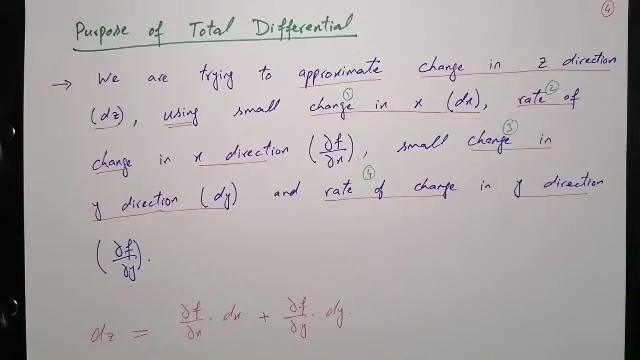 ④
Purpose of Total Differential
→ We are trying to approximate change in z direction
(dz), using small change① in x (dx), rate② of
change in x direction (∂f/∂x), small change③ in
y direction (dy) and rate④ of change in y direction
(∂f/∂y).
dz = ∂f/∂x · dx + ∂f/∂y · dy.